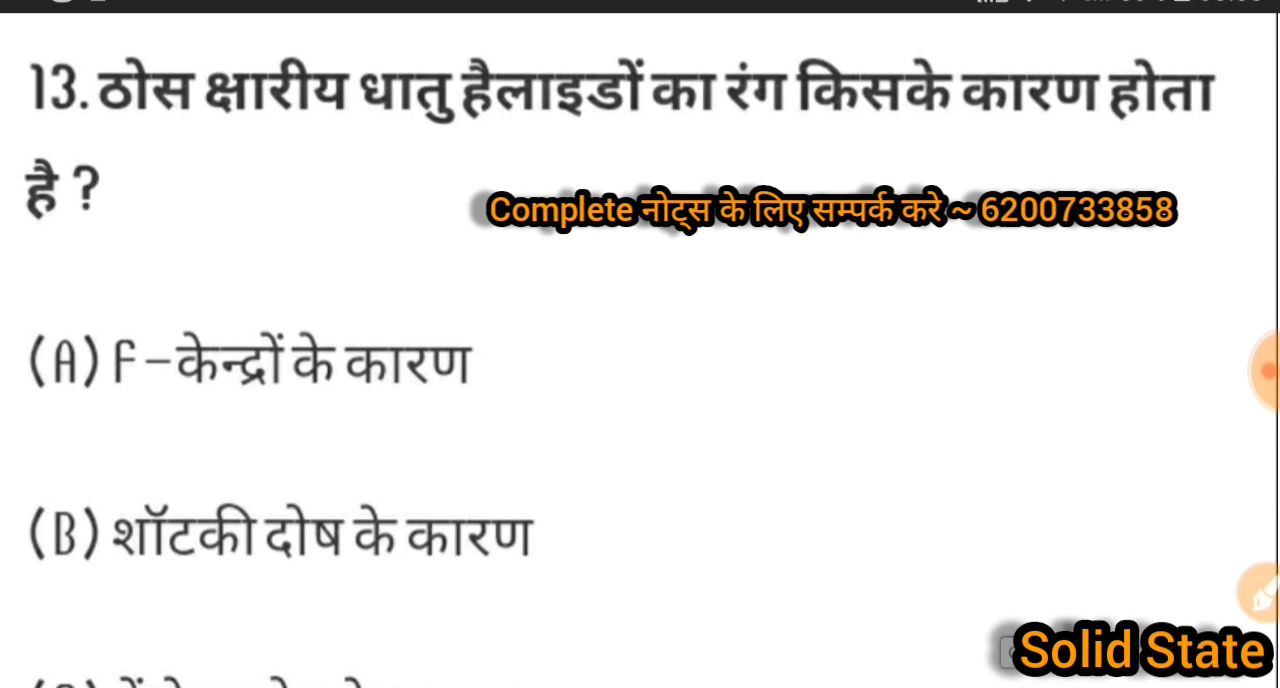 13. ठोस क्षारीय धातु हैलाइडों का रंग किसके कारण होता
है ?
Complete नोट्स के लिए सम्पर्क करे ~ 6200733858
(A) F-केन्द्रों के कारण
(B) शॉटकी दोष के कारण
Solid State